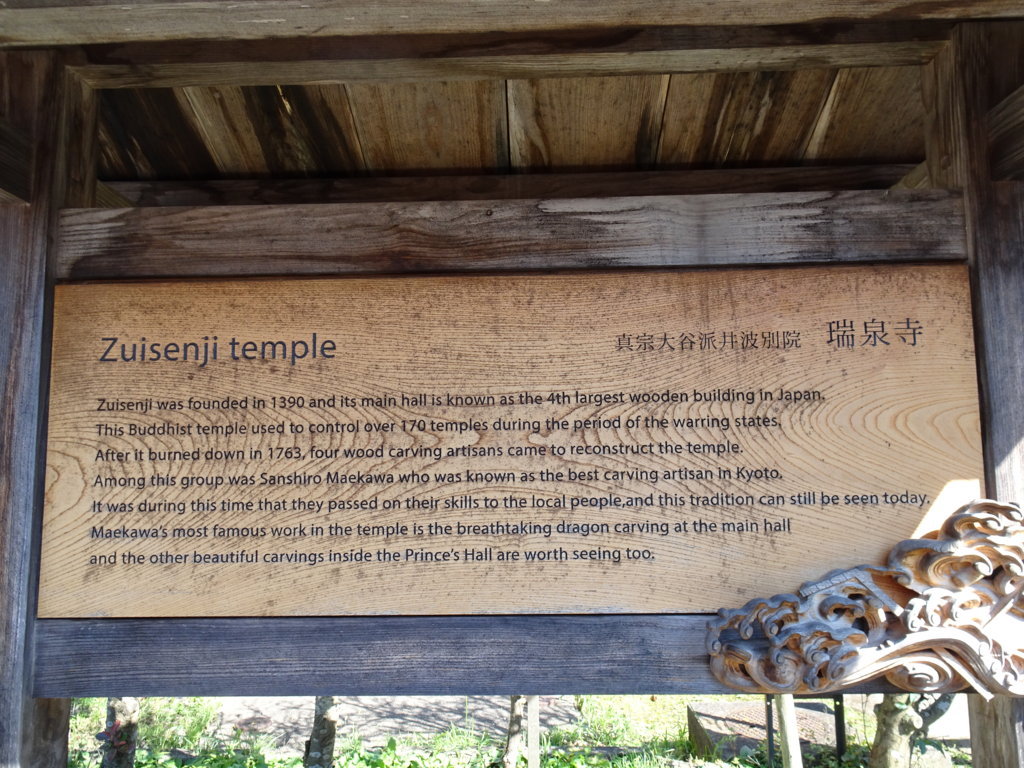 Zuisenji temple
真宗大谷派井波別院 瑞泉寺
Zuisenji was founded in 1390 and its main hall is known as the 4th largest wooden building in Japan.
This Buddhist temple used to control over 170 temples during the period of the warring states.
After it burned down in 1763, four wood carving artisans came to reconstruct the temple.
Among this group was Sanshiro Maekawa who was known as the best carving artisan in Kyoto.
It was during this time that they passed on their skills to the local people,and this tradition can still be seen today.
Maekawa's most famous work in the temple is the breathtaking dragon carving at the main hall
and the other beautiful carvings inside the Prince's Hall are worth seeing too.